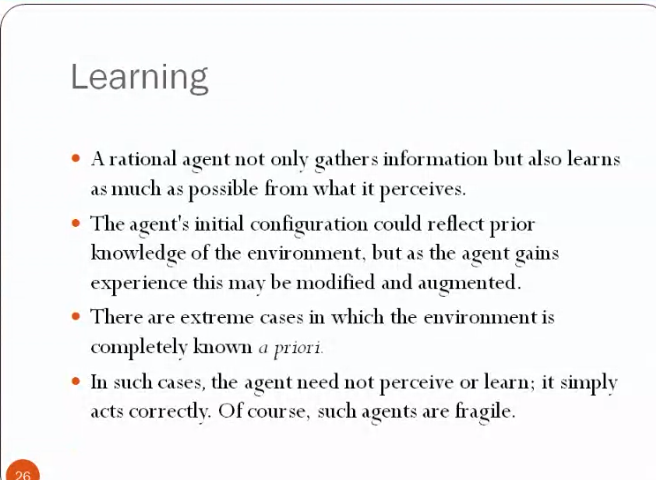 Learning
• A rational agent not only gathers information but also learns
as much as possible from what it perceives.
• The agent's initial configuration could reflect prior
knowledge of the environment, but as the agent gains
experience this may be modified and augmented.
• There are extreme cases in which the environment is
completely known a priori.
• In such cases, the agent need not perceive or learn; it simply
acts correctly. Of course, such agents are fragile.
26